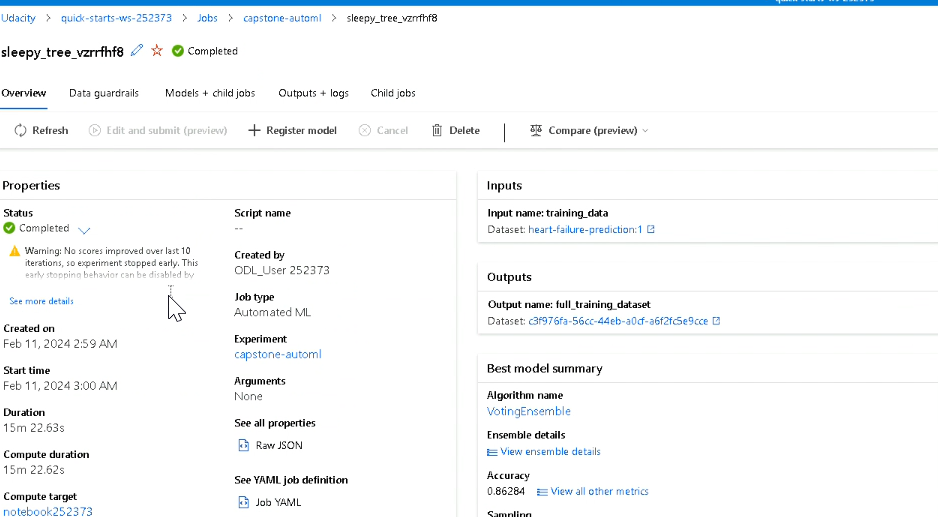 quick-starts-ws-252373
Udacity > quick-starts-ws-252373 > Jobs > capstone-automl > sleepy_tree_vzrrfhf8
sleepy_tree_vzrrfhf8 Completed
Overview Data guardrails Models + child jobs Outputs + logs Child jobs
Refresh Edit and submit (preview) Register model Cancel Delete Compare (preview)
Properties
Status
Completed
Warning: No scores improved over last 10
iterations, so experiment stopped early. This
early stopping behavior can be disabled by
See more details
Created on
Feb 11, 2024 2:59 AM
Start time
Feb 11, 2024 3:00 AM
Duration
15m 22.63s
Compute duration
15m 22.62s
Compute target
notebook252373
Script name
--
Created by
ODL_User 252373
Job type
Automated ML
Experiment
capstone-automl
Arguments
None
See all properties
Raw JSON
See YAML job definition
Job YAML
Inputs
Input name: training_data
Dataset: heart-failure-prediction:1
Outputs
Output name: full_training_dataset
Dataset: c3f976fa-56cc-44eb-a0cf-a6f2fc5e9cce
Best model summary
Algorithm name
VotingEnsemble
Ensemble details
View ensemble details
Accuracy
0.86284 View all other metrics
Sampling